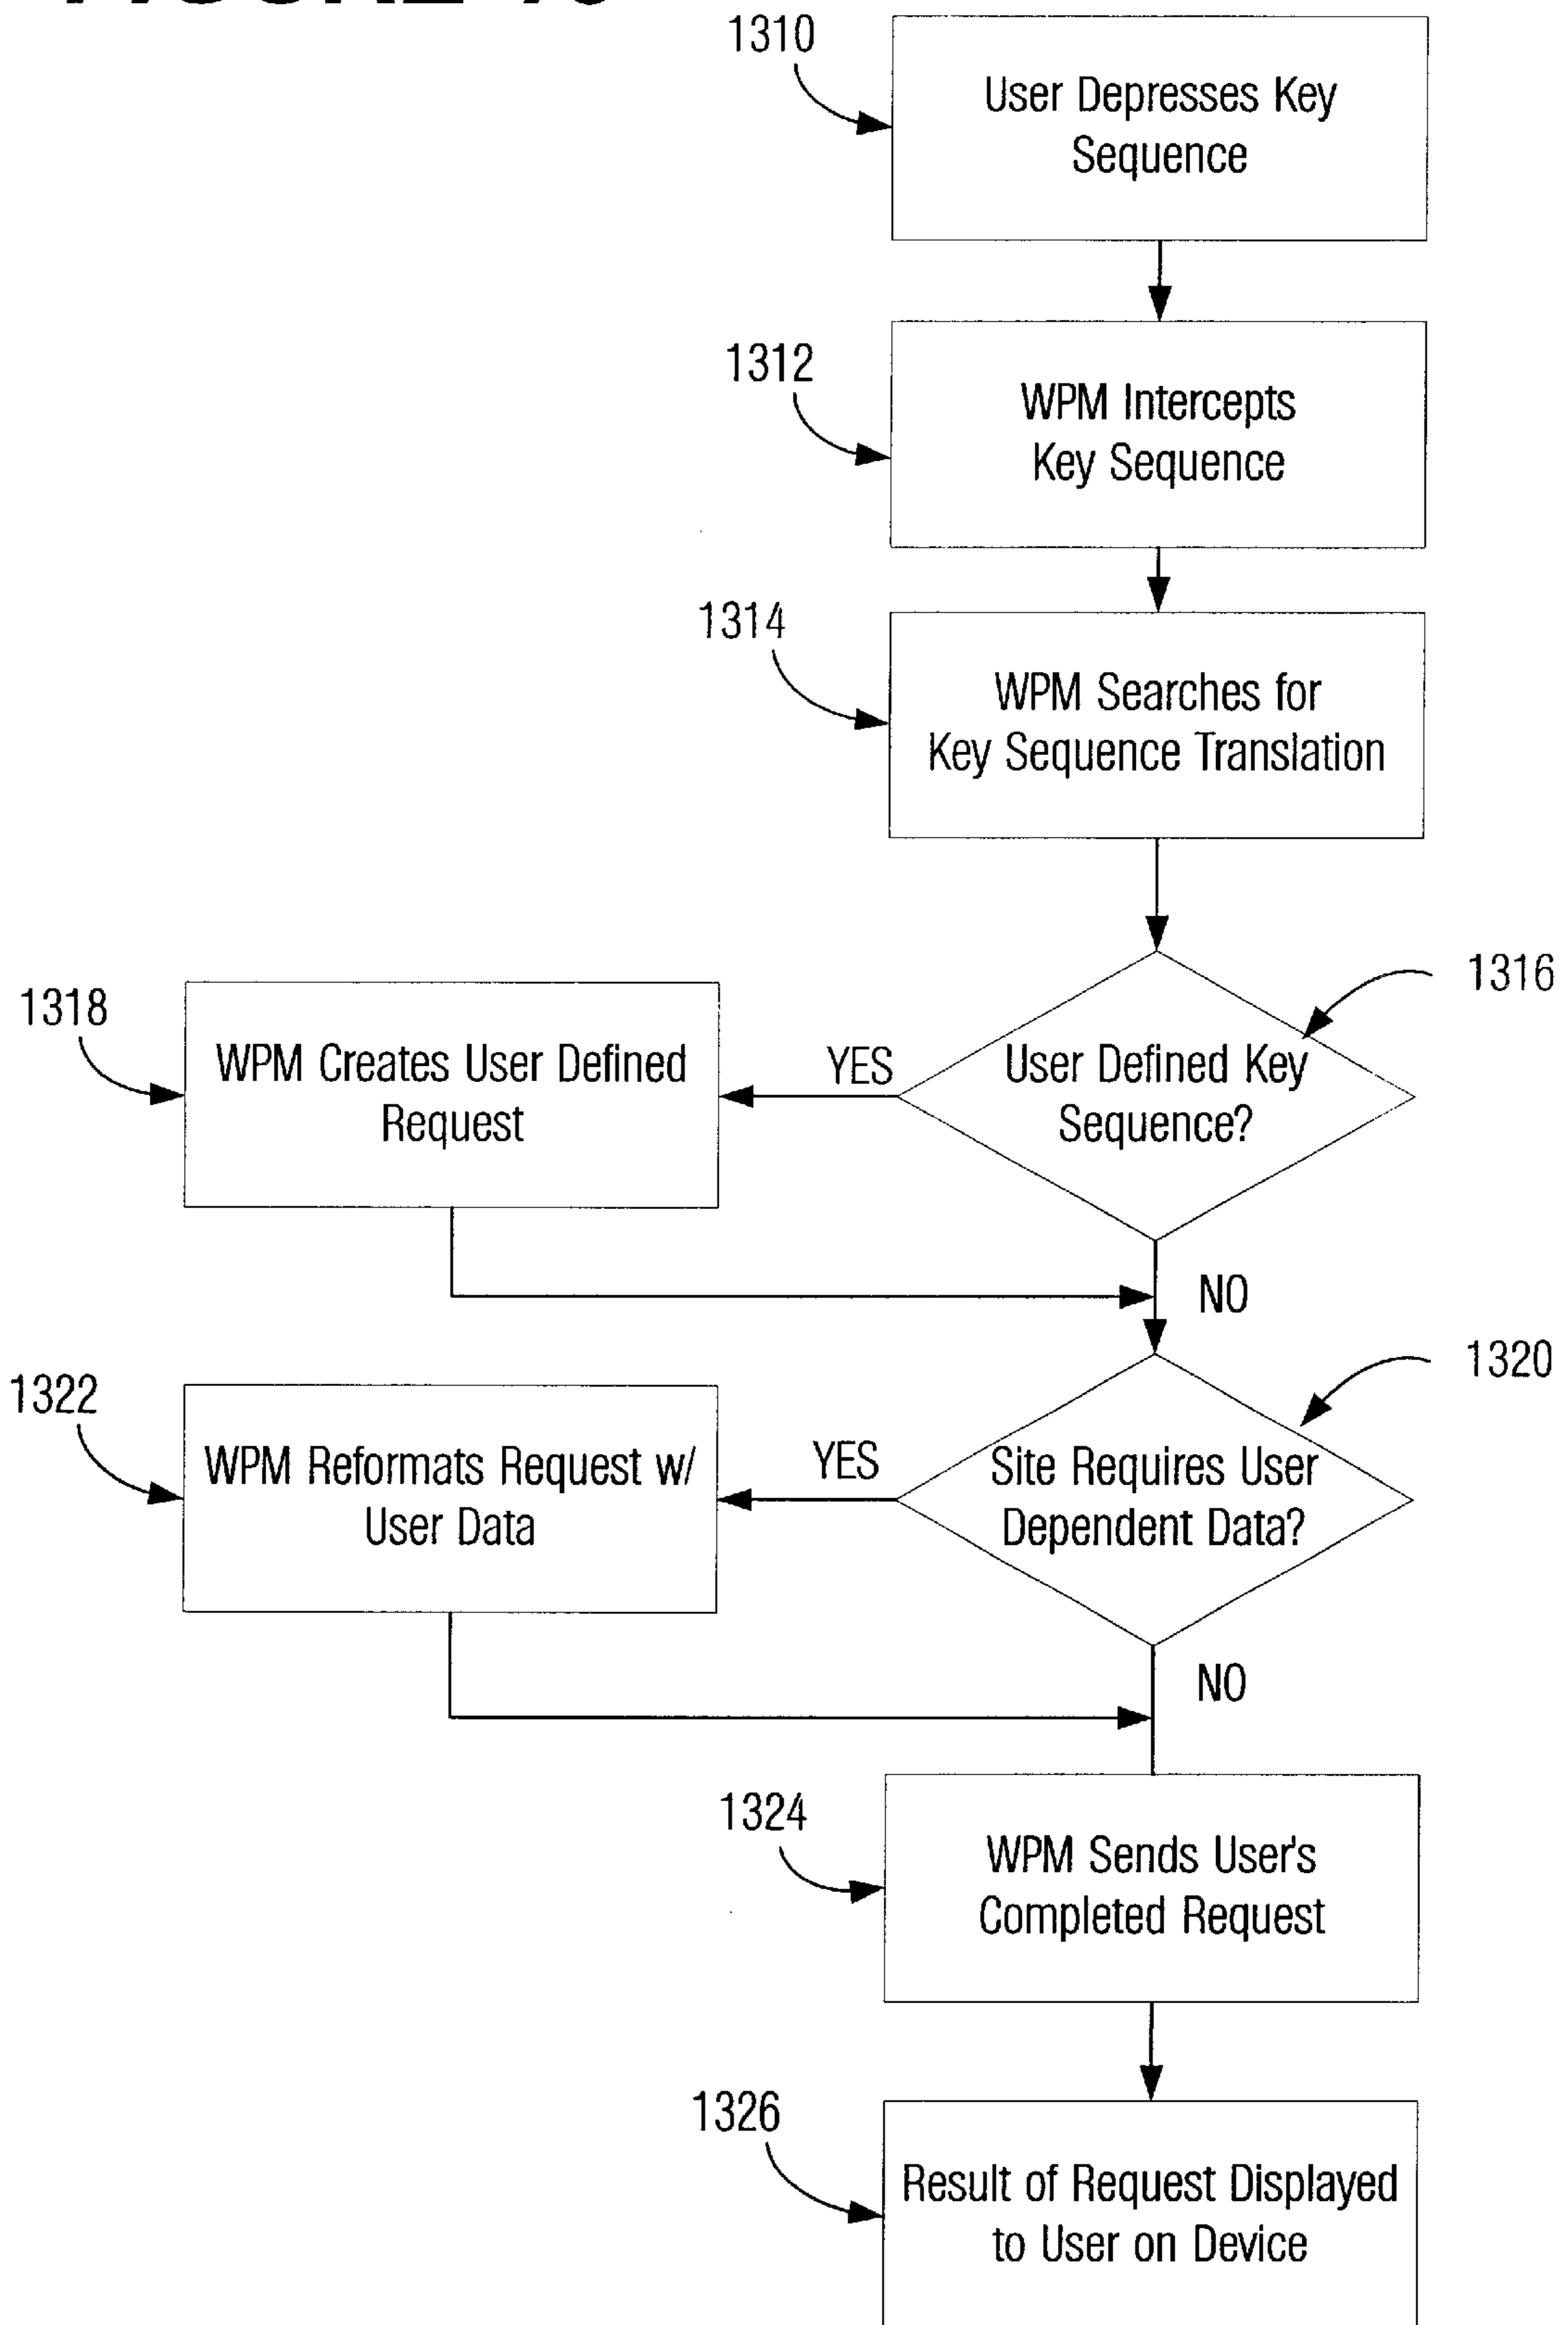 1310
User Depresses Key
Sequence
1312
WPM Intercepts
Key Sequence
1314
WPM Searches for
Key Sequence Translation
1316
User Defined Key
Sequence?
YES
1318
WPM Creates User Defined
Request
NO
1320
Site Requires User
Dependent Data?
YES
1322
WPM Reformats Request w/
User Data
NO
1324
WPM Sends User's
Completed Request
1326
Result of Request Displayed
to User on Device